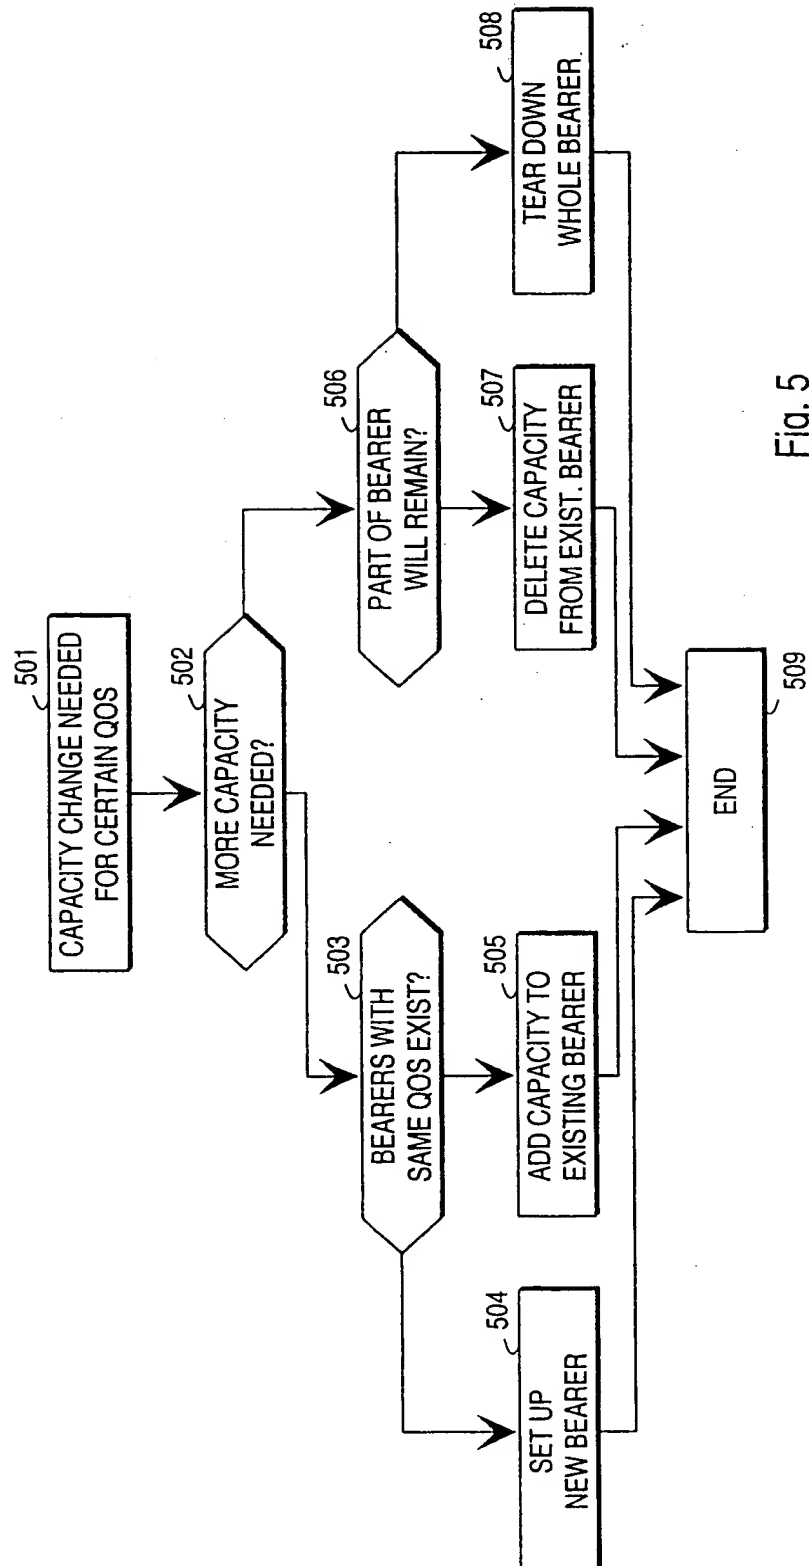 501
CAPACITY CHANGE NEEDED
FOR CERTAIN QOS
502
MORE CAPACITY
NEEDED?
503
BEARERS WITH
SAME QOS EXIST?
506
PART OF BEARER
WILL REMAIN?
504
SET UP
NEW BEARER
505
ADD CAPACITY TO
EXISTING BEARER
507
DELETE CAPACITY
FROM EXIST. BEARER
508
TEAR DOWN
WHOLE BEARER.
END
509
Fig. 5